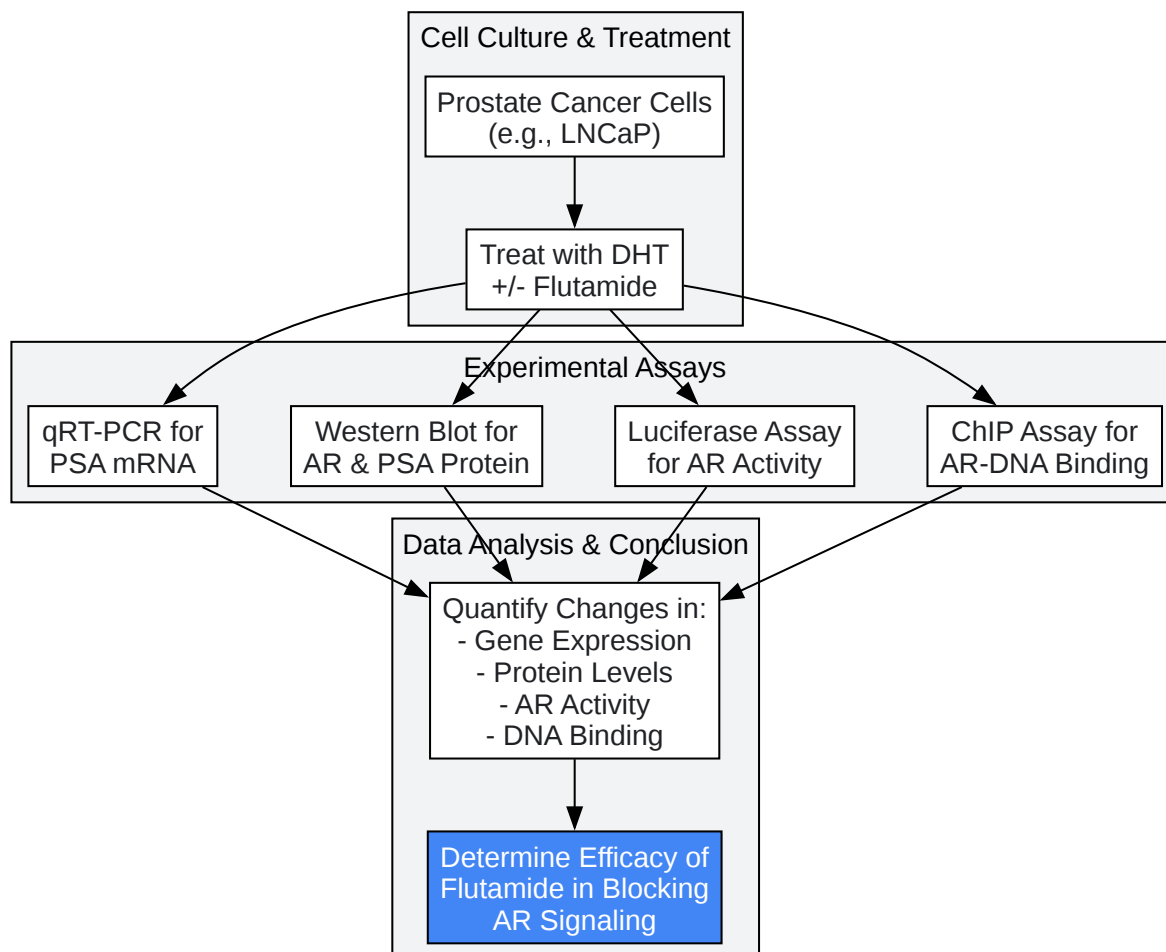 Cell Culture & Treatment
Prostate Cancer Cells
(e.g., LNCaP)
Treat with DHT
+/- Flutamide
Experimental Assays
qRT-PCR for
PSA mRNA
Western Blot for
AR & PSA Protein
Luciferase Assay
for AR Activity
ChIP Assay for
AR-DNA Binding
Data Analysis & Conclusion
Quantify Changes in:
- Gene Expression
- Protein Levels
- AR Activity
- DNA Binding
Determine Efficacy of
Flutamide in Blocking
AR Signaling